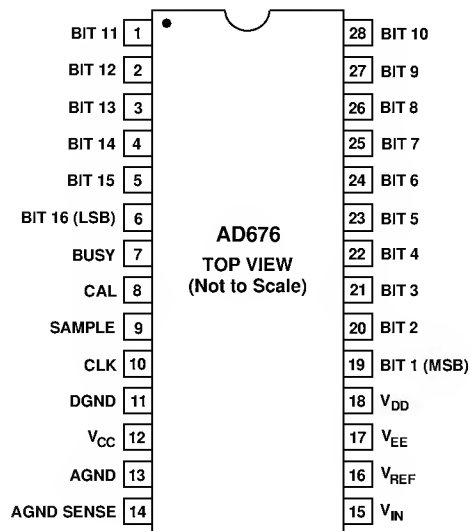 BIT 11 1
BIT 12 2
BIT 13 3
BIT 14 4
BIT 15 5
BIT 16 (LSB) 6
BUSY 7
CAL 8
SAMPLE 9
CLK 10
DGND 11
VCC 12
AGND 13
AGND SENSE 14
AD676
TOP VIEW
(Not to Scale)
28 BIT 10
27 BIT 9
26 BIT 8
25 BIT 7
24 BIT 6
23 BIT 5
22 BIT 4
21 BIT 3
20 BIT 2
19 BIT 1 (MSB)
18 VDD
17 VEE
16 VREF
15 VIN